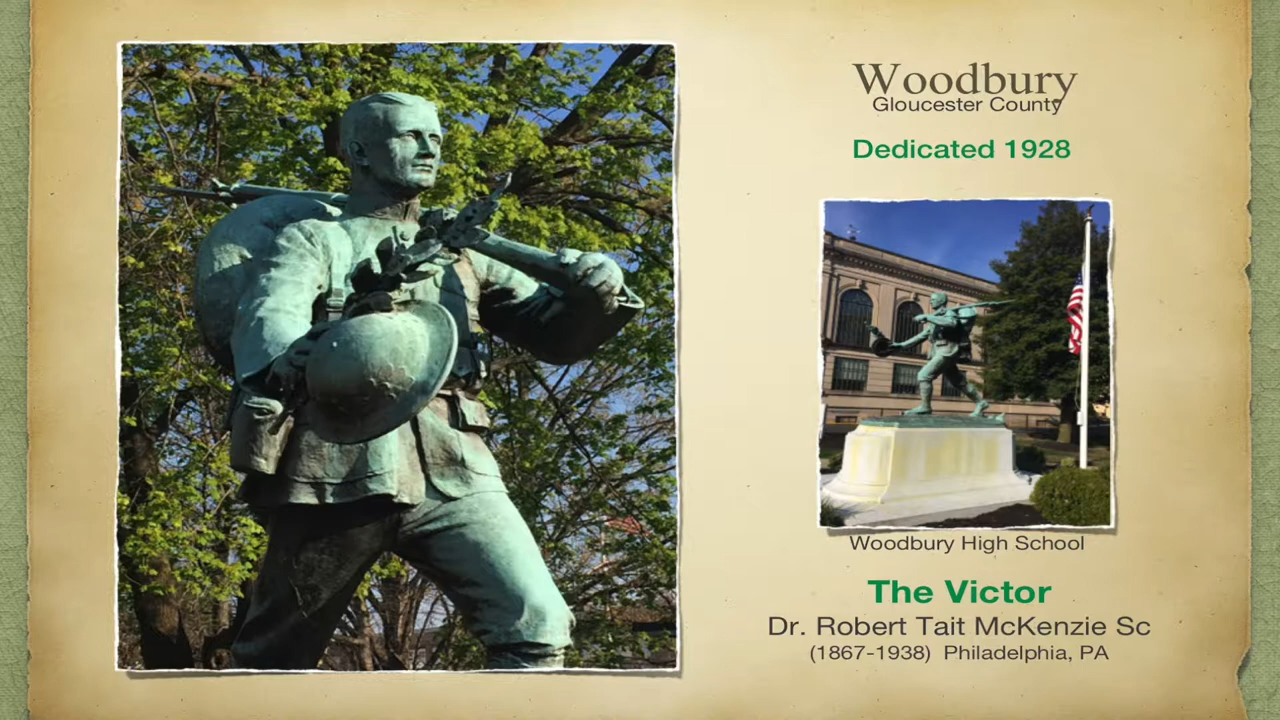 Woodbury
Gloucester County
Dedicated 1928
Woodbury High School
The Victor
Dr. Robert Tait McKenzie Sc
(1867-1938) Philadelphia, PA